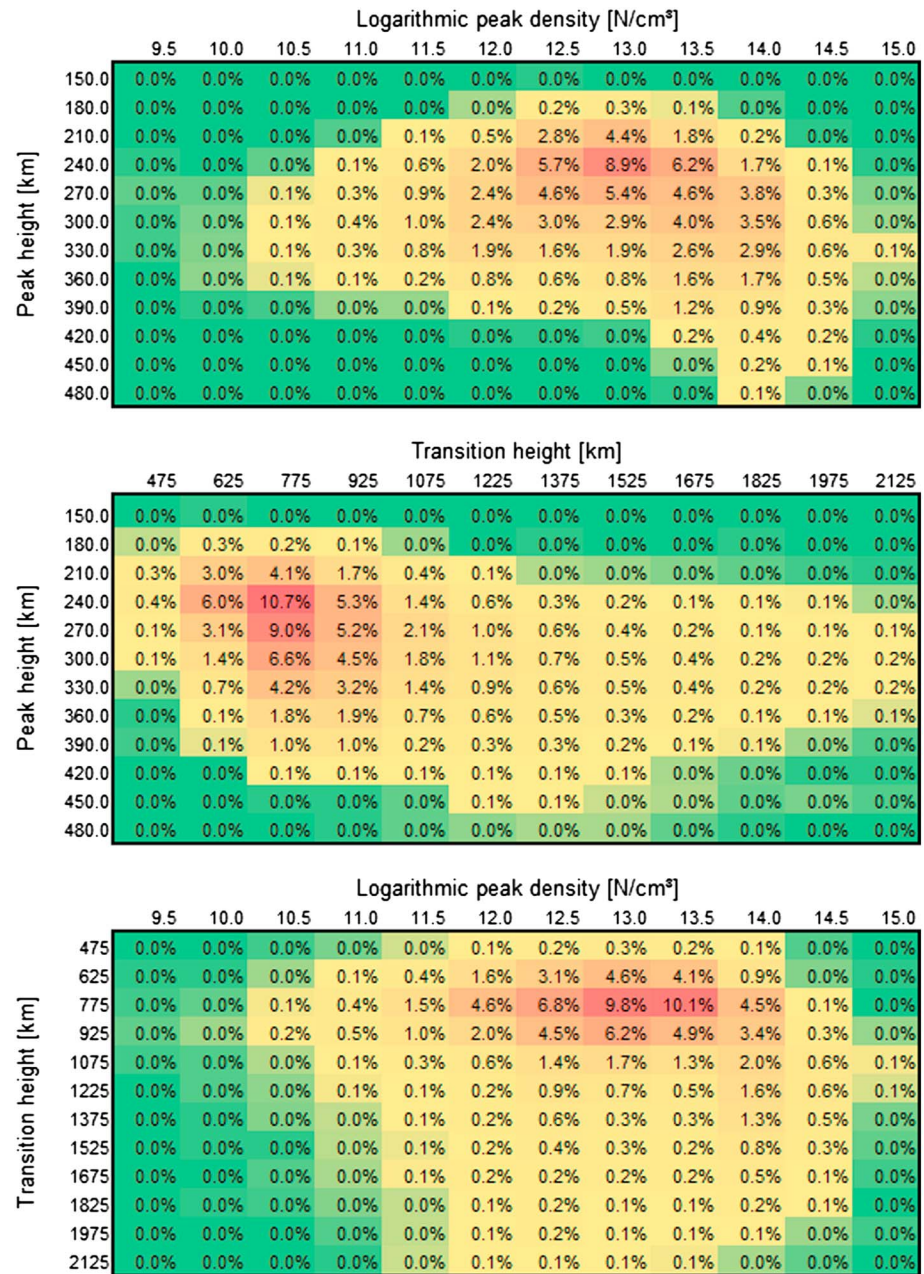 Logarithmic peak density [N/cm³]
9.5 10.0 10.5 11.0 11.5 12.0 12.5 13.0 13.5 14.0 14.5 15.0
Peak height [km]
150.0 0.0% 0.0% 0.0% 0.0% 0.0% 0.0% 0.0% 0.0% 0.0% 0.0% 0.0% 0.0%
180.0 0.0% 0.0% 0.0% 0.0% 0.0% 0.0% 0.2% 0.3% 0.1% 0.0% 0.0% 0.0%
210.0 0.0% 0.0% 0.0% 0.0% 0.1% 0.5% 2.8% 4.4% 1.8% 0.2% 0.0% 0.0%
240.0 0.0% 0.0% 0.0% 0.1% 0.6% 2.0% 5.7% 8.9% 6.2% 1.7% 0.1% 0.0%
270.0 0.0% 0.0% 0.1% 0.3% 0.9% 2.4% 4.6% 5.4% 4.6% 3.8% 0.3% 0.0%
300.0 0.0% 0.0% 0.1% 0.4% 1.0% 2.4% 3.0% 2.9% 4.0% 3.5% 0.6% 0.0%
330.0 0.0% 0.0% 0.1% 0.3% 0.8% 1.9% 1.6% 1.9% 2.6% 2.9% 0.6% 0.1%
360.0 0.0% 0.0% 0.1% 0.1% 0.2% 0.8% 0.6% 0.8% 1.6% 1.7% 0.5% 0.0%
390.0 0.0% 0.0% 0.0% 0.0% 0.0% 0.1% 0.2% 0.5% 1.2% 0.9% 0.3% 0.0%
420.0 0.0% 0.0% 0.0% 0.0% 0.0% 0.0% 0.0% 0.0% 0.2% 0.4% 0.2% 0.0%
450.0 0.0% 0.0% 0.0% 0.0% 0.0% 0.0% 0.0% 0.0% 0.0% 0.2% 0.1% 0.0%
480.0 0.0% 0.0% 0.0% 0.0% 0.0% 0.0% 0.0% 0.0% 0.0% 0.1% 0.0% 0.0%
Transition height [km]
475 625 775 925 1075 1225 1375 1525 1675 1825 1975 2125
Peak height [km]
150.0 0.0% 0.0% 0.0% 0.0% 0.0% 0.0% 0.0% 0.0% 0.0% 0.0% 0.0% 0.0%
180.0 0.0% 0.3% 0.2% 0.1% 0.0% 0.0% 0.0% 0.0% 0.0% 0.0% 0.0% 0.0%
210.0 0.3% 3.0% 4.1% 1.7% 0.4% 0.1% 0.0% 0.0% 0.0% 0.0% 0.0% 0.0%
240.0 0.4% 6.0% 10.7% 5.3% 1.4% 0.6% 0.3% 0.2% 0.1% 0.1% 0.1% 0.0%
270.0 0.1% 3.1% 9.0% 5.2% 2.1% 1.0% 0.6% 0.4% 0.2% 0.1% 0.1% 0.1%
300.0 0.1% 1.4% 6.6% 4.5% 1.8% 1.1% 0.7% 0.5% 0.4% 0.2% 0.2% 0.2%
330.0 0.0% 0.7% 4.2% 3.2% 1.4% 0.9% 0.6% 0.5% 0.4% 0.2% 0.2% 0.2%
360.0 0.0% 0.1% 1.8% 1.9% 0.7% 0.6% 0.5% 0.3% 0.2% 0.1% 0.1% 0.1%
390.0 0.0% 0.1% 1.0% 1.0% 0.2% 0.3% 0.3% 0.2% 0.1% 0.1% 0.0% 0.0%
420.0 0.0% 0.0% 0.1% 0.1% 0.1% 0.1% 0.1% 0.1% 0.0% 0.0% 0.0% 0.0%
450.0 0.0% 0.0% 0.0% 0.0% 0.0% 0.1% 0.1% 0.0% 0.0% 0.0% 0.0% 0.0%
480.0 0.0% 0.0% 0.0% 0.0% 0.0% 0.0% 0.0% 0.0% 0.0% 0.0% 0.0% 0.0%
Logarithmic peak density [N/cm³]
9.5 10.0 10.5 11.0 11.5 12.0 12.5 13.0 13.5 14.0 14.5 15.0
Transition height [km]
475 0.0% 0.0% 0.0% 0.0% 0.0% 0.1% 0.2% 0.3% 0.2% 0.1% 0.0% 0.0%
625 0.0% 0.0% 0.0% 0.1% 0.4% 1.6% 3.1% 4.6% 4.1% 0.9% 0.0% 0.0%
775 0.0% 0.0% 0.1% 0.4% 1.5% 4.6% 6.8% 9.8% 10.1% 4.5% 0.1% 0.0%
925 0.0% 0.0% 0.2% 0.5% 1.0% 2.0% 4.5% 6.2% 4.9% 3.4% 0.3% 0.0%
1075 0.0% 0.0% 0.0% 0.1% 0.3% 0.6% 1.4% 1.7% 1.3% 2.0% 0.6% 0.1%
1225 0.0% 0.0% 0.0% 0.1% 0.1% 0.2% 0.9% 0.7% 0.5% 1.6% 0.6% 0.1%
1375 0.0% 0.0% 0.0% 0.0% 0.1% 0.2% 0.6% 0.3% 0.3% 1.3% 0.5% 0.0%
1525 0.0% 0.0% 0.0% 0.0% 0.1% 0.2% 0.4% 0.3% 0.2% 0.8% 0.3% 0.0%
1675 0.0% 0.0% 0.0% 0.0% 0.1% 0.2% 0.2% 0.2% 0.2% 0.5% 0.1% 0.0%
1825 0.0% 0.0% 0.0% 0.0% 0.0% 0.1% 0.2% 0.1% 0.1% 0.2% 0.1% 0.0%
1975 0.0% 0.0% 0.0% 0.0% 0.0% 0.1% 0.2% 0.1% 0.1% 0.1% 0.0% 0.0%
2125 0.0% 0.0% 0.0% 0.0% 0.0% 0.1% 0.1% 0.1% 0.1% 0.0% 0.0% 0.0%